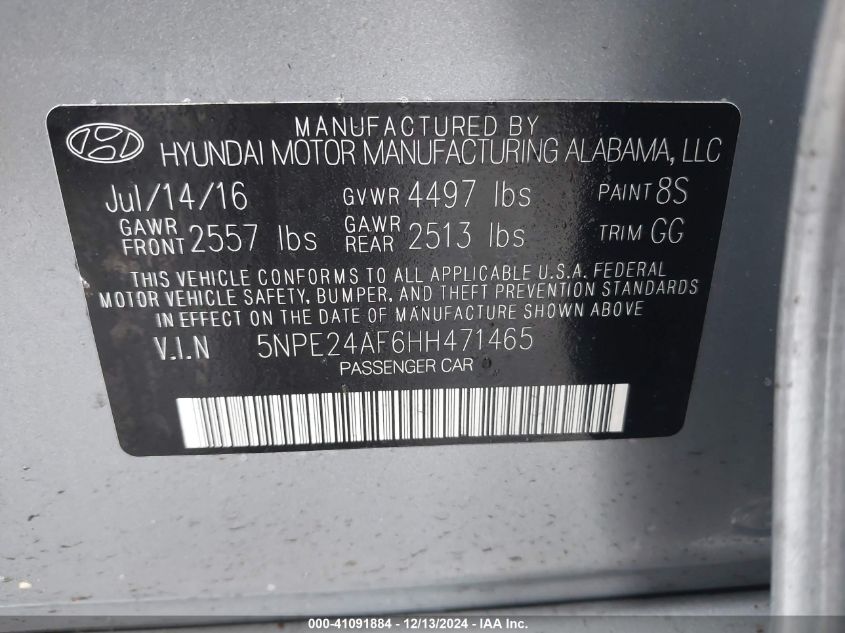 MANUFACTURED BY
HYUNDAI MOTOR MANUFACTURING ALABAMA, LLC
Jul/14/16 GVWR 4497 lbs PAINT 8S
GAWR FRONT 2557 lbs GAWR REAR 2513 lbs TRIM GG
THIS VEHICLE CONFORMS TO ALL APPLICABLE U.S.A. FEDERAL
MOTOR VEHICLE SAFETY, BUMPER, AND THEFT PREVENTION STANDARDS
IN EFFECT ON THE DATE OF MANUFACTURE SHOWN ABOVE
V.I.N 5NPE24AF6HH471465
PASSENGER CAR
000-41091884 - 12/13/2024 - IAA Inc.